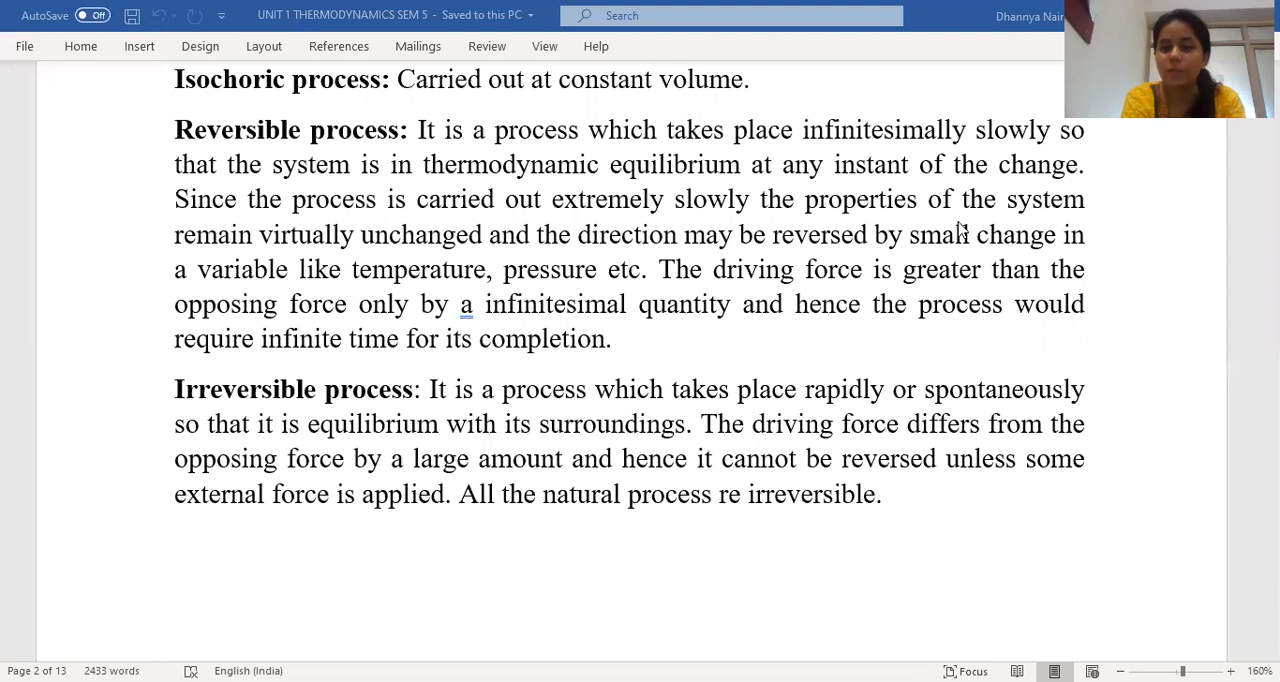 AutoSave Off UNIT 1 THERMODYNAMICS SEM 5 - Saved to this PC Search Dhannya Nair
File Home Insert Design Layout References Mailings Review View Help
Isochoric process: Carried out at constant volume.
Reversible process: It is a process which takes place infinitesimally slowly so
that the system is in thermodynamic equilibrium at any instant of the change.
Since the process is carried out extremely slowly the properties of the system
remain virtually unchanged and the direction may be reversed by small change in
a variable like temperature, pressure etc. The driving force is greater than the
opposing force only by a infinitesimal quantity and hence the process would
require infinite time for its completion.
Irreversible process: It is a process which takes place rapidly or spontaneously
so that it is equilibrium with its surroundings. The driving force differs from the
opposing force by a large amount and hence it cannot be reversed unless some
external force is applied. All the natural process re irreversible.
Page 2 of 13 2433 words English (India) Focus 160%